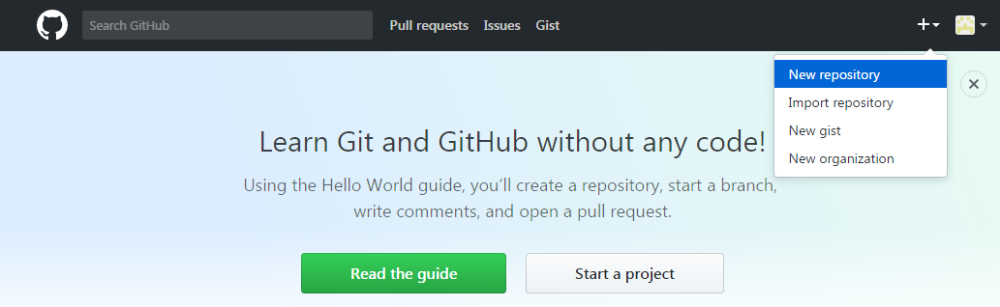 Search GitHub
Pull requests
Issues
Gist
New repository
Import repository
New gist
New organization
Learn Git and GitHub without any code!
Using the Hello World guide, you’ll create a repository, start a branch,
write comments, and open a pull request.
Read the guide
Start a project